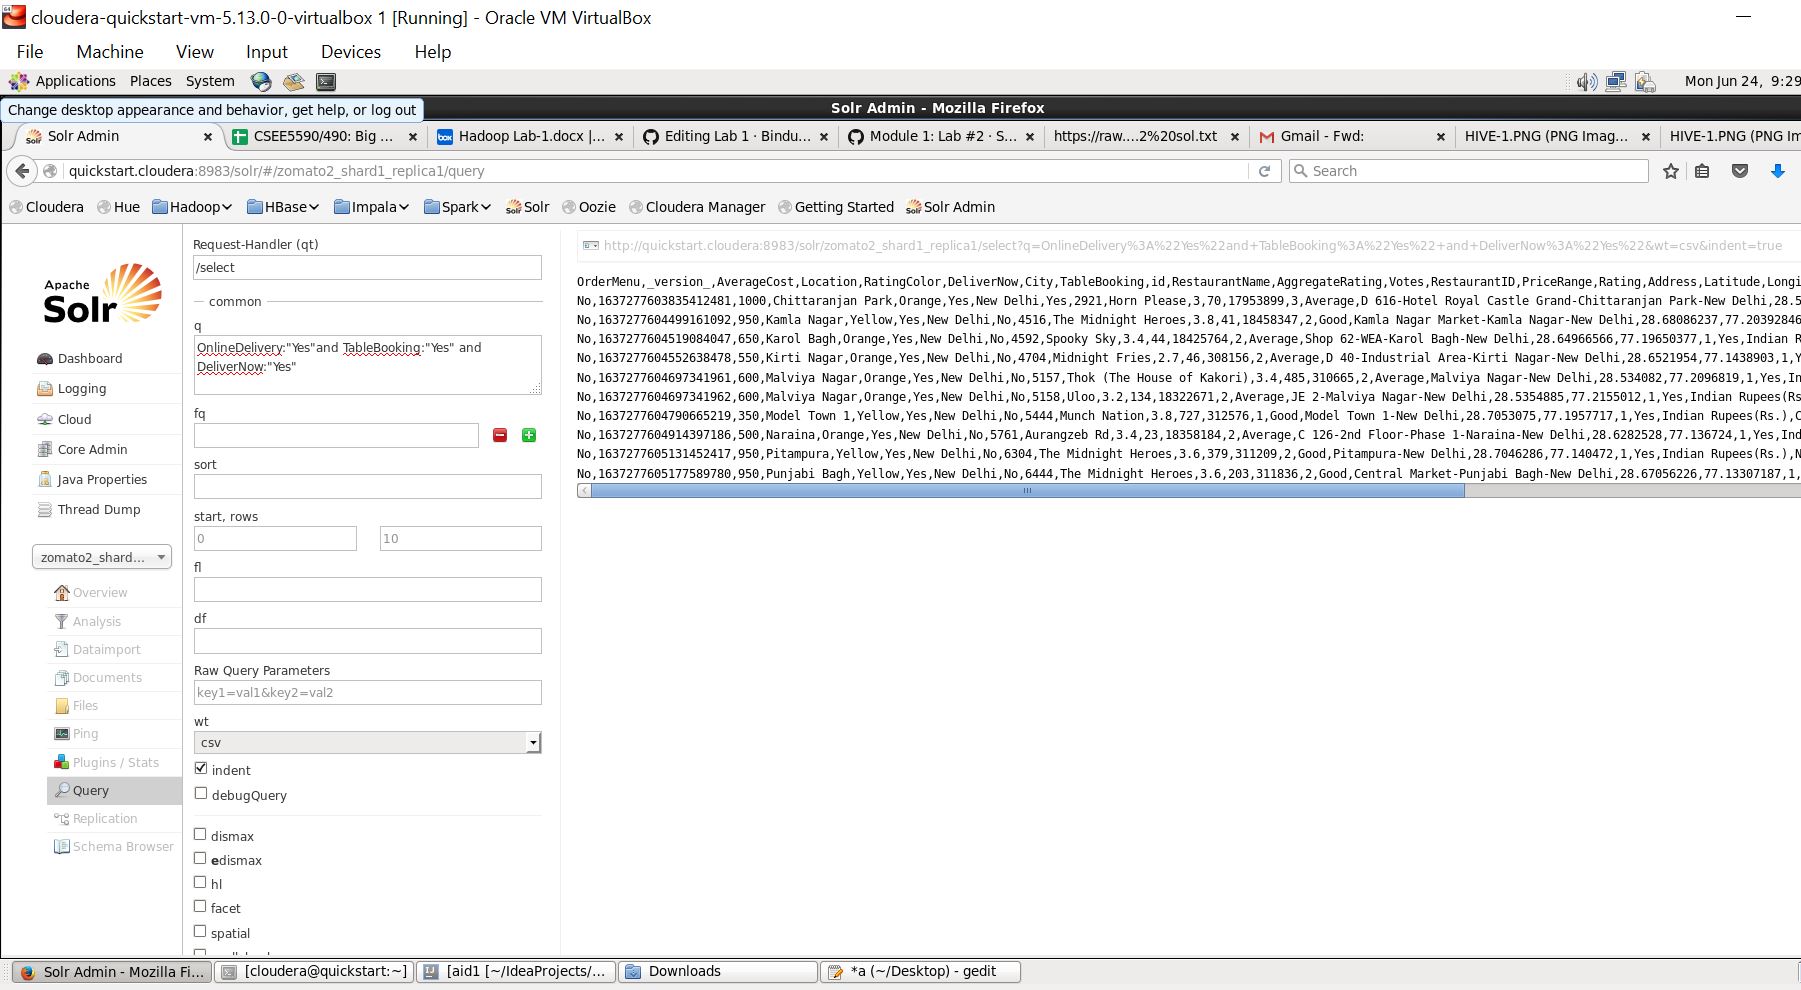 cloudera-quickstart-vm-5.13.0-0-virtualbox 1 [Running] - Oracle VM VirtualBox
File Machine View Input Devices Help
Applications Places System Mon Jun 24, 9:29
Change desktop appearance and behavior, get help, or log out
Solr Admin - Mozilla Firefox
Solr Admin CSEE5590/490: Big ... Hadoop Lab-1.docx |... Editing Lab 1 · Bindu... Module 1: Lab #2 · S... https://raw....2%20sol.txt Gmail - Fwd: HIVE-1.PNG (PNG Imag... HIVE-1.PNG (PNG Im
quickstart.cloudera:8983/solr/#/zomato2_shard1_replica1/query Search
Cloudera Hue Hadoop HBase Impala Spark Solr Oozie Cloudera Manager Getting Started Solr Admin
Apache
Solr
Dashboard
Logging
Cloud
Core Admin
Java Properties
Thread Dump
zomato2_shard...
Overview
Analysis
Dataimport
Documents
Files
Ping
Plugins / Stats
Query
Replication
Schema Browser
Request-Handler (qt)
/select
common
q
OnlineDelivery:"Yes"and TableBooking:"Yes" and
DeliverNow:"Yes"
fq
sort
start, rows
0 10
fl
df
Raw Query Parameters
key1=val1&key2=val2
wt
csv
indent
debugQuery
dismax
edismax
hl
facet
spatial
http://quickstart.cloudera:8983/solr/zomato2_shard1_replica1/select?q=OnlineDelivery%3A%22Yes%22and+TableBooking%3A%22Yes%22+and+DeliverNow%3A%22Yes%22&wt=csv&indent=true
OrderMenu,_version_,AverageCost,Location,RatingColor,DeliverNow,City,TableBooking,id,RestaurantName,AggregateRating,Votes,RestaurantID,PriceRange,Rating,Address,Latitude,Longi
No,1637277603835412481,1000,Chittaranjan Park,Orange,Yes,New Delhi,Yes,2921,Horn Please,3,70,17953899,3,Average,D 616-Hotel Royal Castle Grand-Chittaranjan Park-New Delhi,28.5
No,1637277604499161092,950,Kamla Nagar,Yellow,Yes,New Delhi,No,4516,The Midnight Heroes,3.8,41,18458347,2,Good,Kamla Nagar Market-Kamla Nagar-New Delhi,28.68086237,77.20392846
No,1637277604519084047,650,Karol Bagh,Orange,Yes,New Delhi,No,4592,Spooky Sky,3.4,44,18425764,2,Average,Shop 62-WEA-Karol Bagh-New Delhi,28.64966566,77.19650377,1,Yes,Indian R
No,1637277604552638478,550,Kirti Nagar,Orange,Yes,New Delhi,No,4704,Midnight Fries,2.7,46,308156,2,Average,D 40-Industrial Area-Kirti Nagar-New Delhi,28.6521954,77.1438903,1,Y
No,1637277604697341961,600,Malviya Nagar,Orange,Yes,New Delhi,No,5157,Thok (The House of Kakori),3.4,485,310665,2,Average,Malviya Nagar-New Delhi,28.534082,77.2096819,1,Yes,In
No,1637277604697341962,600,Malviya Nagar,Orange,Yes,New Delhi,No,5158,Uloo,3.2,134,18322671,2,Average,JE 2-Malviya Nagar-New Delhi,28.5354885,77.2155012,1,Yes,Indian Rupees(Rs
No,1637277604790665219,350,Model Town 1,Yellow,Yes,New Delhi,No,5444,Munch Nation,3.8,727,312576,1,Good,Model Town 1-New Delhi,28.7053075,77.1957717,1,Yes,Indian Rupees(Rs.),C
No,1637277604914397186,500,Naraina,Orange,Yes,New Delhi,No,5761,Aurangzeb Rd,3.4,23,18358184,2,Average,C 126-2nd Floor-Phase 1-Naraina-New Delhi,28.6282528,77.136724,1,Yes,Ind
No,1637277605131452417,950,Pitampura,Yellow,Yes,New Delhi,No,6304,The Midnight Heroes,3.6,379,311209,2,Good,Pitampura-New Delhi,28.7046286,77.140472,1,Yes,Indian Rupees(Rs.),N
No,1637277605177589780,950,Punjabi Bagh,Yellow,Yes,New Delhi,No,6444,The Midnight Heroes,3.6,203,311836,2,Good,Central Market-Punjabi Bagh-New Delhi,28.67056226,77.13307187,1,
Solr Admin - Mozilla Fi... [cloudera@quickstart:~] [aid1 [~/IdeaProjects/... Downloads *a (~/Desktop) - gedit